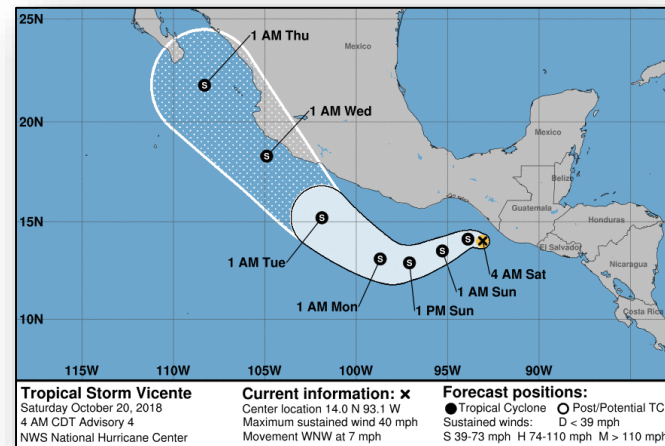 25N
20N
15N
10N
115W 110W 105W 100W 95W 90W
Mexico
Mexico
Belize
Guatemala
Honduras
El Salvador
Nicaragua
Costa Rica
1 AM Thu
S
1 AM Wed
S
1 AM Tue
S
1 AM Mon
S
1 PM Sun
S
1 AM Sun
S
S
4 AM Sat
Tropical Storm Vicente
Saturday October 20, 2018
4 AM CDT Advisory 4
NWS National Hurricane Center
Current information: ×
Center location 14.0 N 93.1 W
Maximum sustained wind 40 mph
Movement WNW at 7 mph
Forecast positions:
● Tropical Cyclone ○ Post/Potential TC
Sustained winds: D < 39 mph
S 39-73 mph H 74-110 mph M > 110 mph